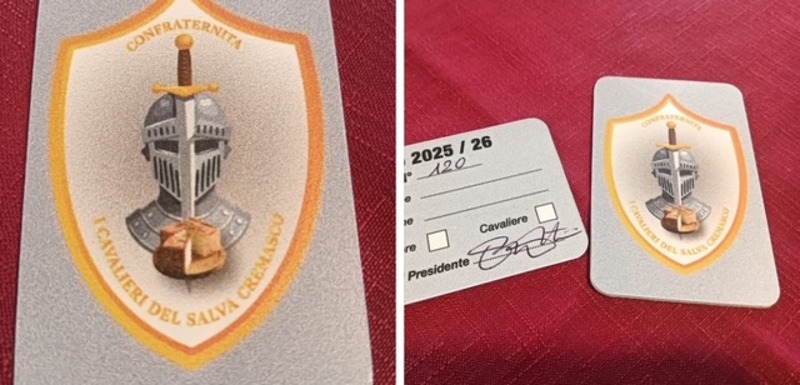 CONFRATERNITA
I CAVALIERI DEL SALVA CREMASCO
2025 / 26
120
Cavaliere
Presidente
CONFRATERNITA
I CAVALIERI DEL SALVA CREMASCO